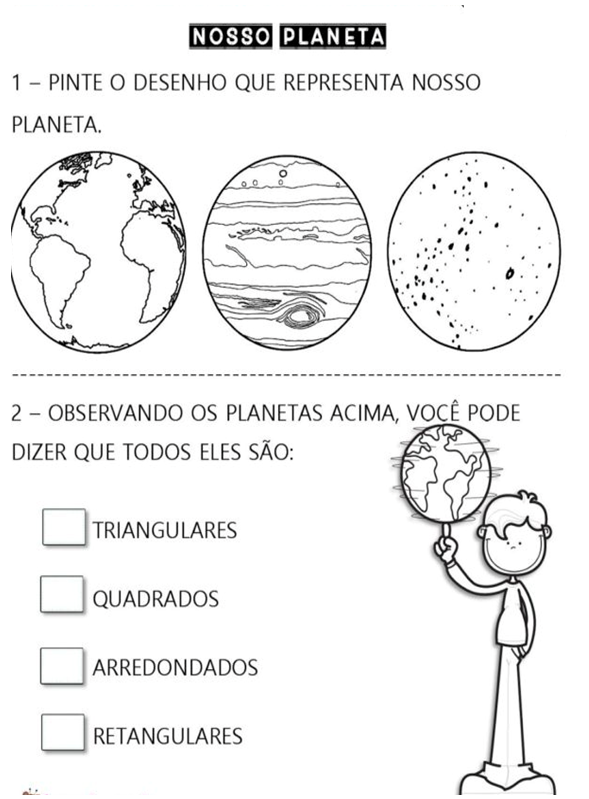 NOSSO PLANETA
1 – PINTE O DESENHO QUE REPRESENTA NOSSO
PLANETA.
2 – OBSERVANDO OS PLANETAS ACIMA, VOCÊ PODE
DIZER QUE TODOS ELES SÃO:
TRIANGULARES
QUADRADOS
ARREDONDADOS
RETANGULARES